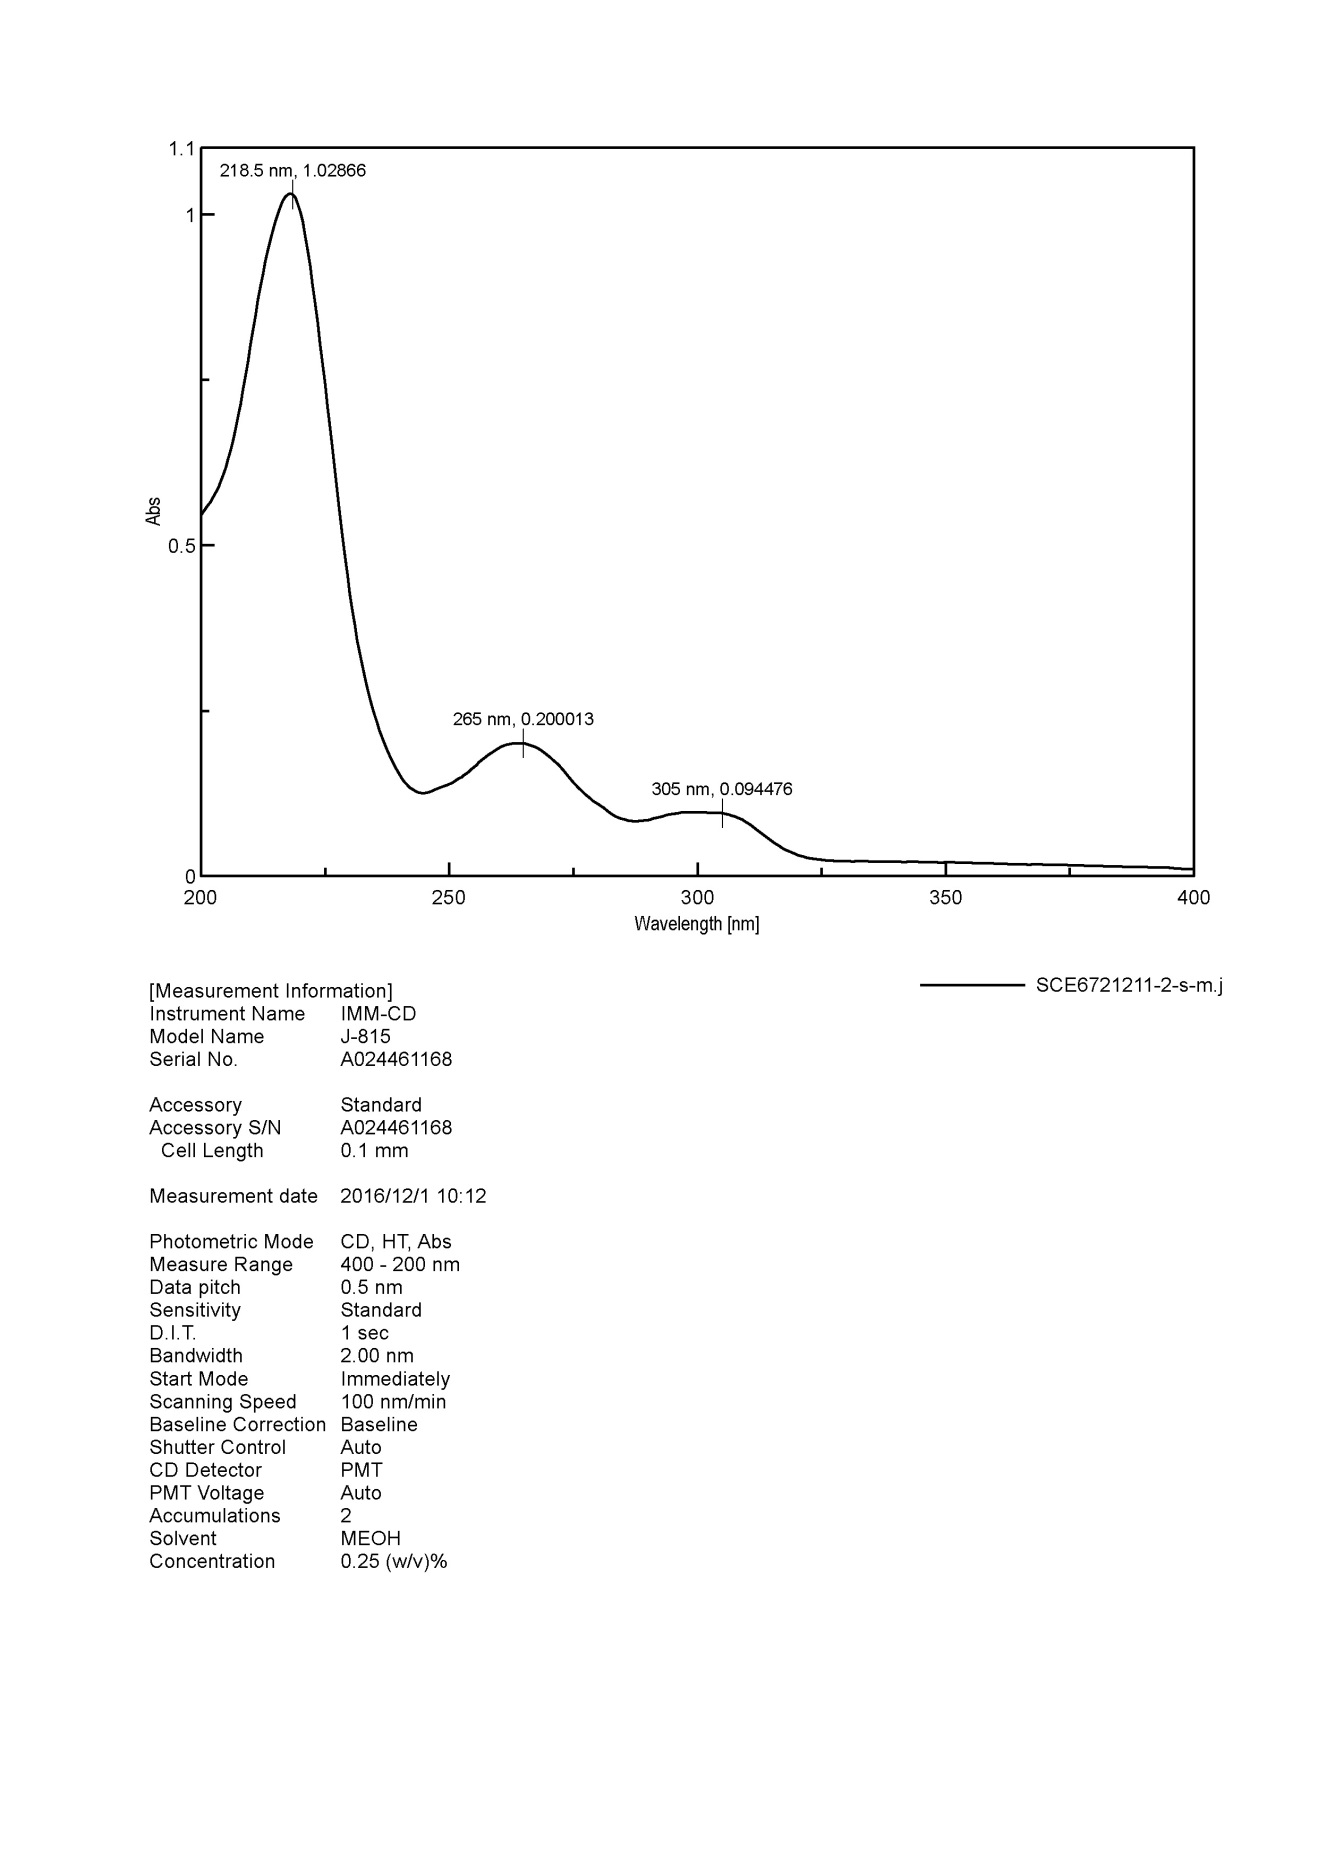 1.1
218.5 nm, 1.02866
1
Abs
0.5
265 nm, 0.200013
305 nm, 0.094476
0
200 250 300 350 400
Wavelength [nm]
SCE6721211-2-s-m.j
[Measurement Information]
Instrument Name IMM-CD
Model Name J-815
Serial No. A024461168
Accessory Standard
Accessory S/N A024461168
Cell Length 0.1 mm
Measurement date 2016/12/1 10:12
Photometric Mode CD, HT, Abs
Measure Range 400 - 200 nm
Data pitch 0.5 nm
Sensitivity Standard
D.I.T. 1 sec
Bandwidth 2.00 nm
Start Mode Immediately
Scanning Speed 100 nm/min
Baseline Correction Baseline
Shutter Control Auto
CD Detector PMT
PMT Voltage Auto
Accumulations 2
Solvent MEOH
Concentration 0.25 (w/v)%